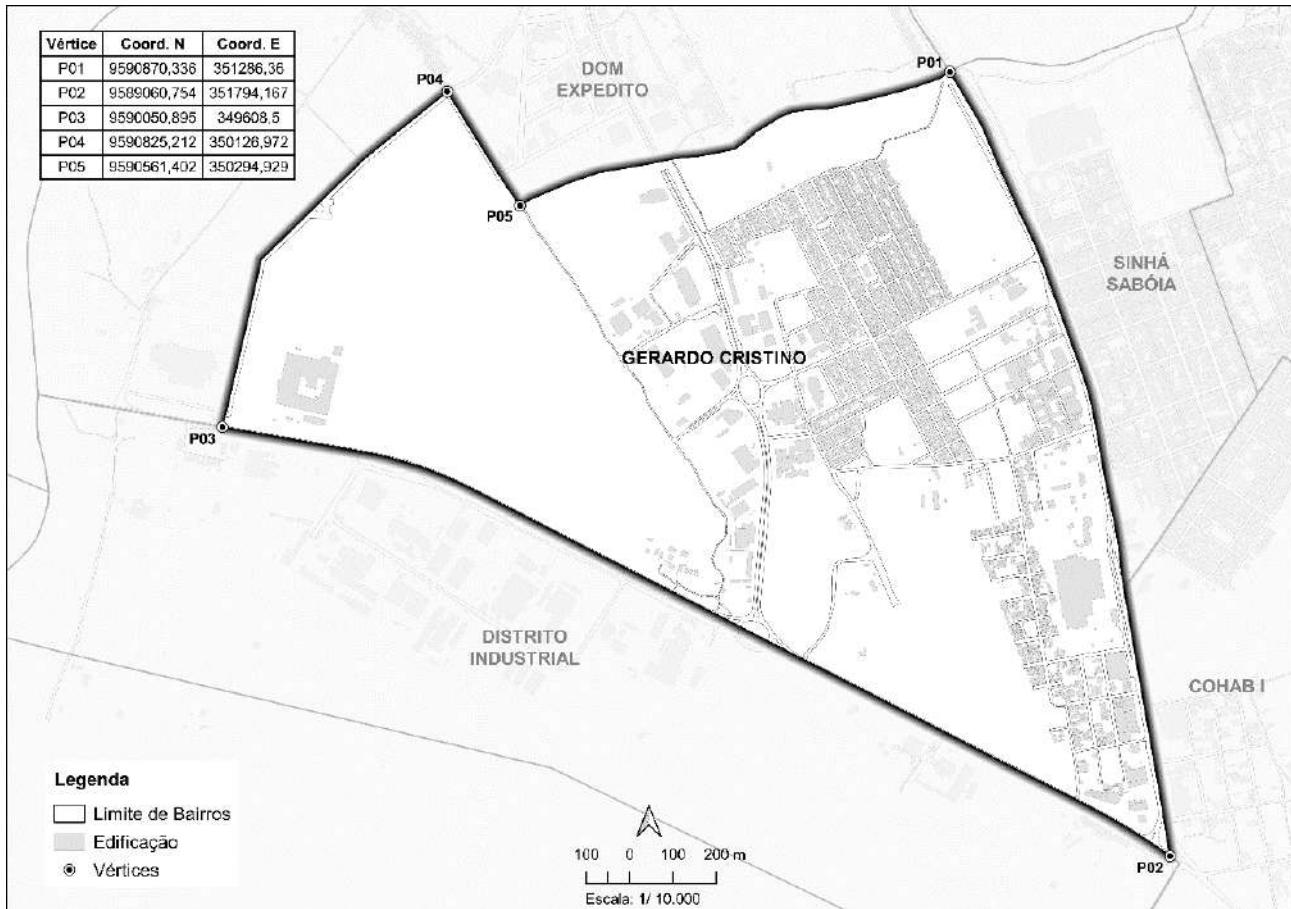 Vértice Coord. N Coord. E
P01 9590870,336 351286,36
P02 9589060,754 351794,167
P03 9590050,895 349608,5
P04 9590825,212 350126,972
P05 9590561,402 350294,929
P04
DOM
EXPEDITO
P01
P05
SINHÁ
SABÓIA
GERARDO CRISTINO
P03
DISTRITO
INDUSTRIAL
COHAB I
Legenda
Limite de Bairros
Edificação
Vértices
100 0 100 200 m
Escala: 1/ 10.000
P02